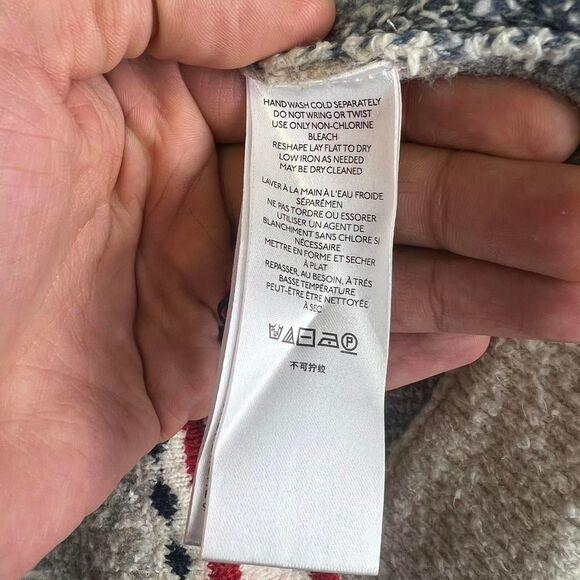 HAND WASH COLD SEPARATELY
DO NOT WRING OR TWIST
USE ONLY NON-CHLORINE
BLEACH
RESHAPE LAY FLAT TO DRY
LOW IRON AS NEEDED
MAY BE DRY CLEANED
LAVER À LA MAIN À L'EAU FROIDE
SÉPARÉMEN
NE PAS TORDRE OU ESSORER
UTILISER UN AGENT DE
BLANCHIMENT SANS CHLORE SI
NÉCESSAIRE
METTRE EN FORME ET SECHER
À PLAT
REPASSER, AU BESOIN, À TRÈS
BASSE TEMPÉRATURE
PEUT-ÊTRE ÊTRE NETTOYÉE
À SEC
P
不可拧绞